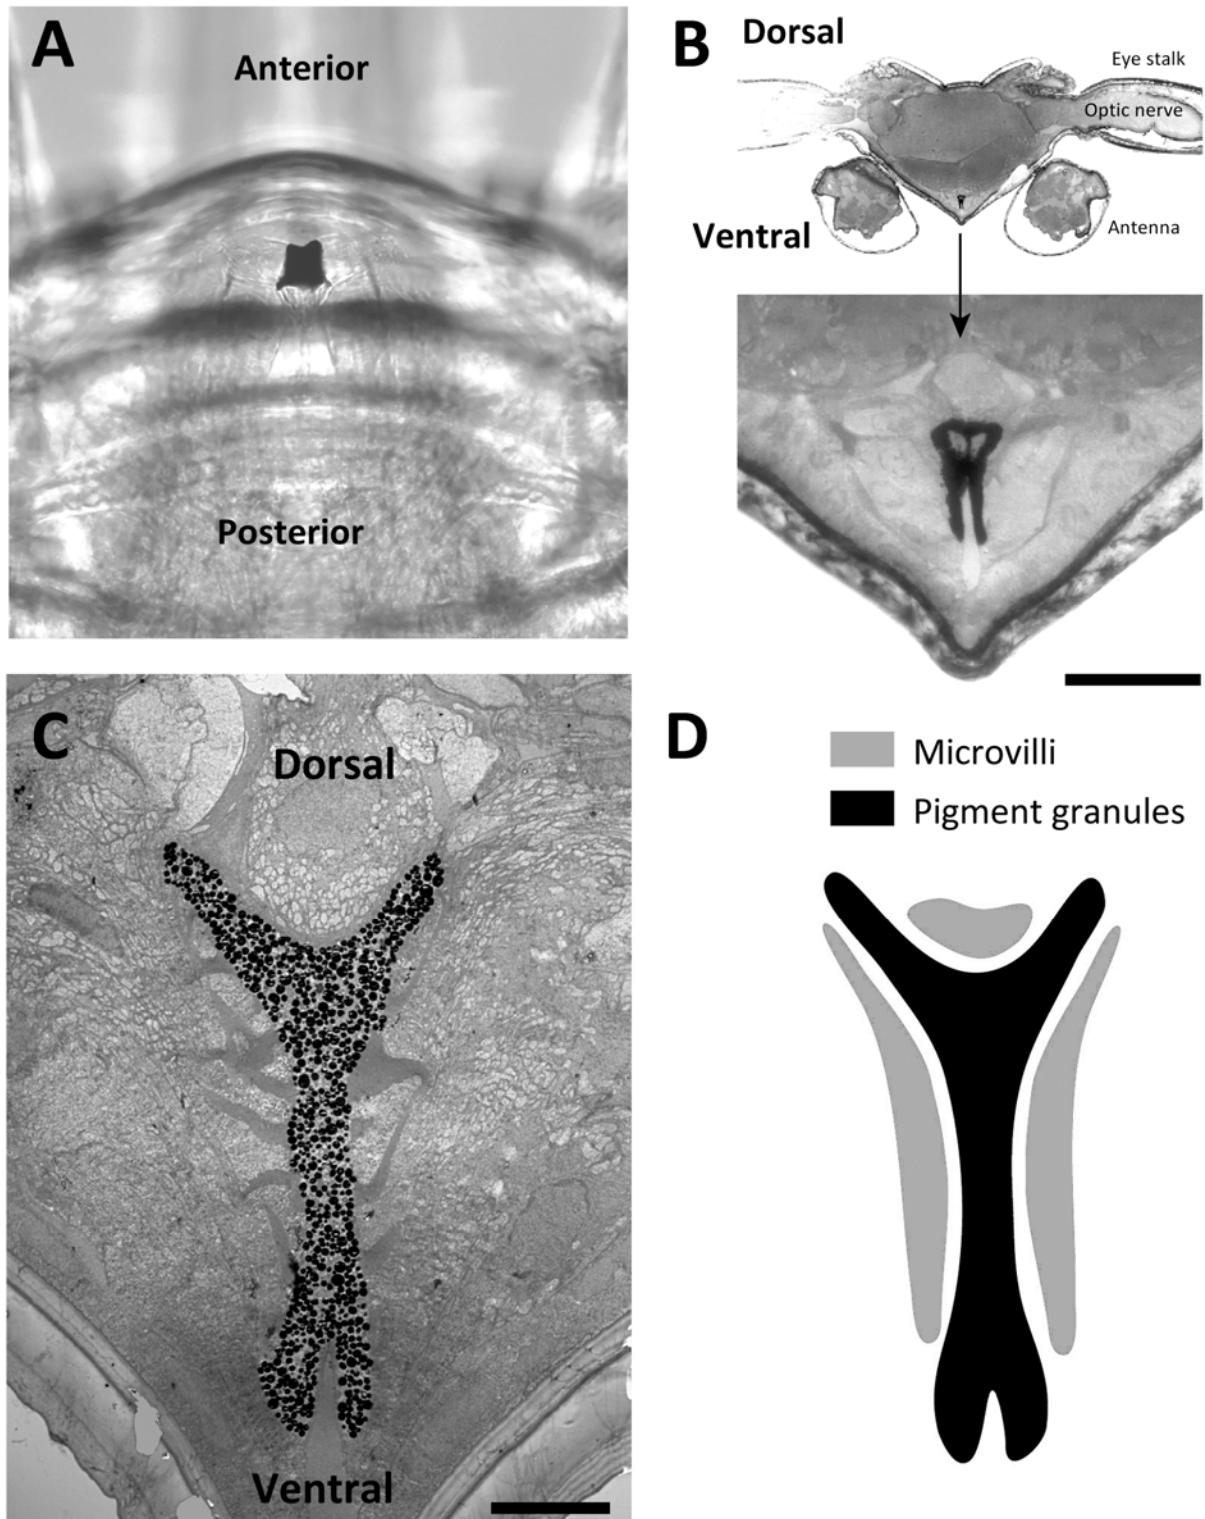 A
Anterior
Posterior
B
Dorsal
Eye stalk
Optic nerve
Ventral
Antenna
C
Dorsal
Ventral
D
Microvilli
Pigment granules